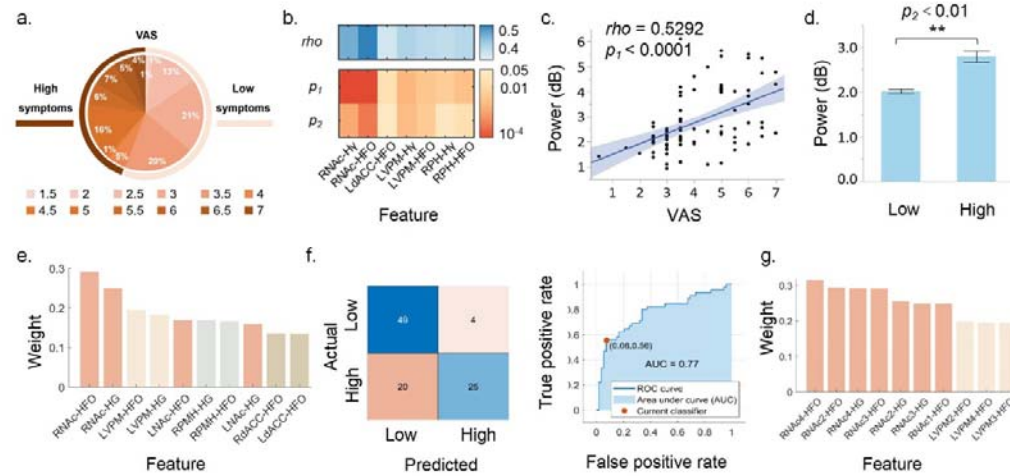 a.
VAS
High
symptoms
Low
symptoms
4% 1%
7% 1% 13%
6%
16% 21%
1%
5% 20%
1.5 2 2.5 3 3.5 4
4.5 5 5.5 6 6.5 7
b.
rho
p1
p2
0.5
0.4
0.05
0.01
10-4
RNAc-Hγ
RNAc-HFO
LdACC-HFO
LVPM-Hγ
LVPM-HFO
RPH-Hγ
RPH-HFO
Feature
c.
rho = 0.5292
p1 < 0.0001
Power (dB)
6
5
4
3
2
1
1 2 3 4 5 6 7
VAS
d.
p2 < 0.01
**
Power (dB)
3.0
2.0
1.0
0.0
Low High
e.
Weight
0.3
0.2
0.1
0
RNAc-HFO
RNAc-HG
LVPM-HFO
LVPM-HG
LNAc-HFO
RPMH-HG
RPMH-HFO
LNAc-HG
RdACC-HFO
LdACC-HFO
Feature
f.
Actual
Low
High
49 4
20 25
Low High
Predicted
True positive rate
1
0.8
0.6
0.4
0.2
0
(0.08,0.56)
AUC = 0.77
ROC curve
Area under curve (AUC)
Current classifier
0 0.2 0.4 0.6 0.8 1
False positive rate
g.
Weight
0.3
0.2
0.1
0
RNAc4-HFO
RNAc2-HFO
RNAc4-HG
RNAc3-HFO
RNAc2-HG
RNAc3-HG
RNAc1-HFO
LVPM2-HFO
LVPM4-HFO
LVPM3-HFO
Feature